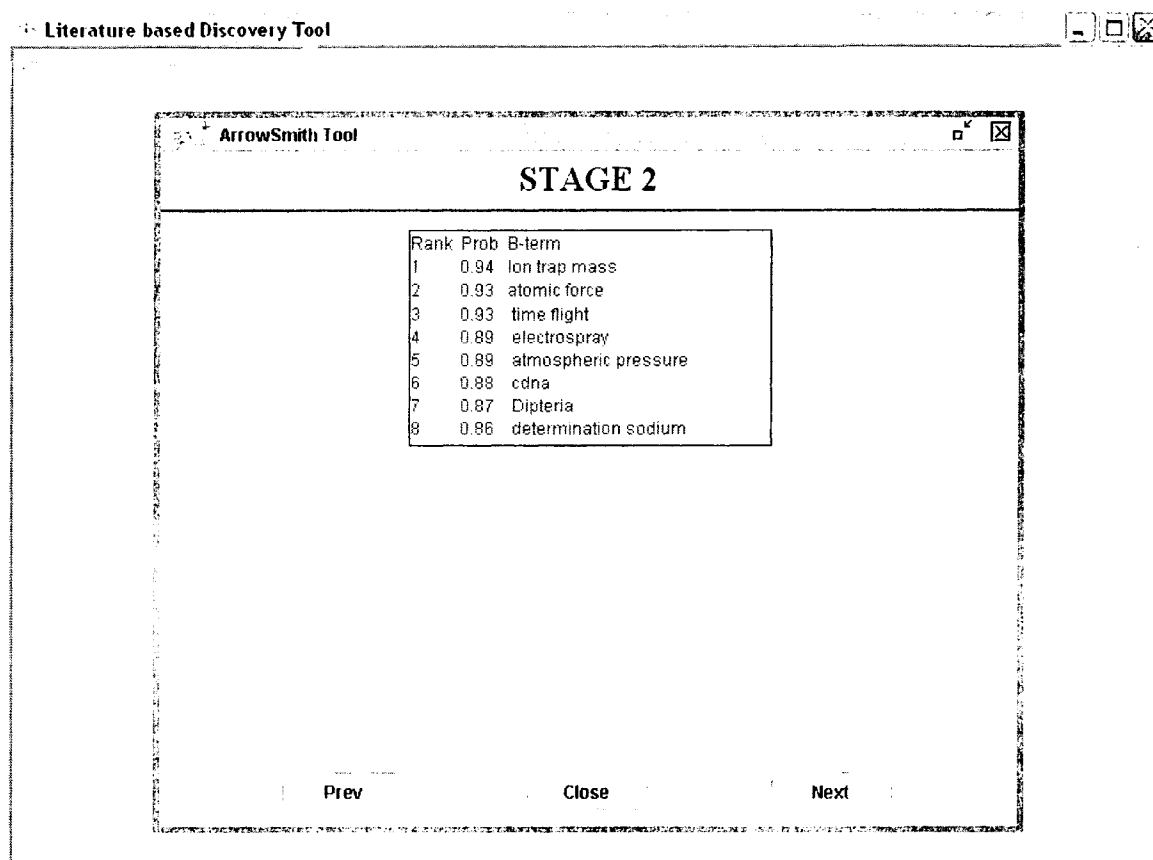 Literature based Discovery Tool
ArrowSmith Tool
STAGE 2
Rank Prob B-term
1 0.94 Ion trap mass
2 0.93 atomic force
3 0.93 time flight
4 0.89 electrospray
5 0.89 atmospheric pressure
6 0.88 cdna
7 0.87 Dipteria
8 0.86 determination sodium
Prev Close Next